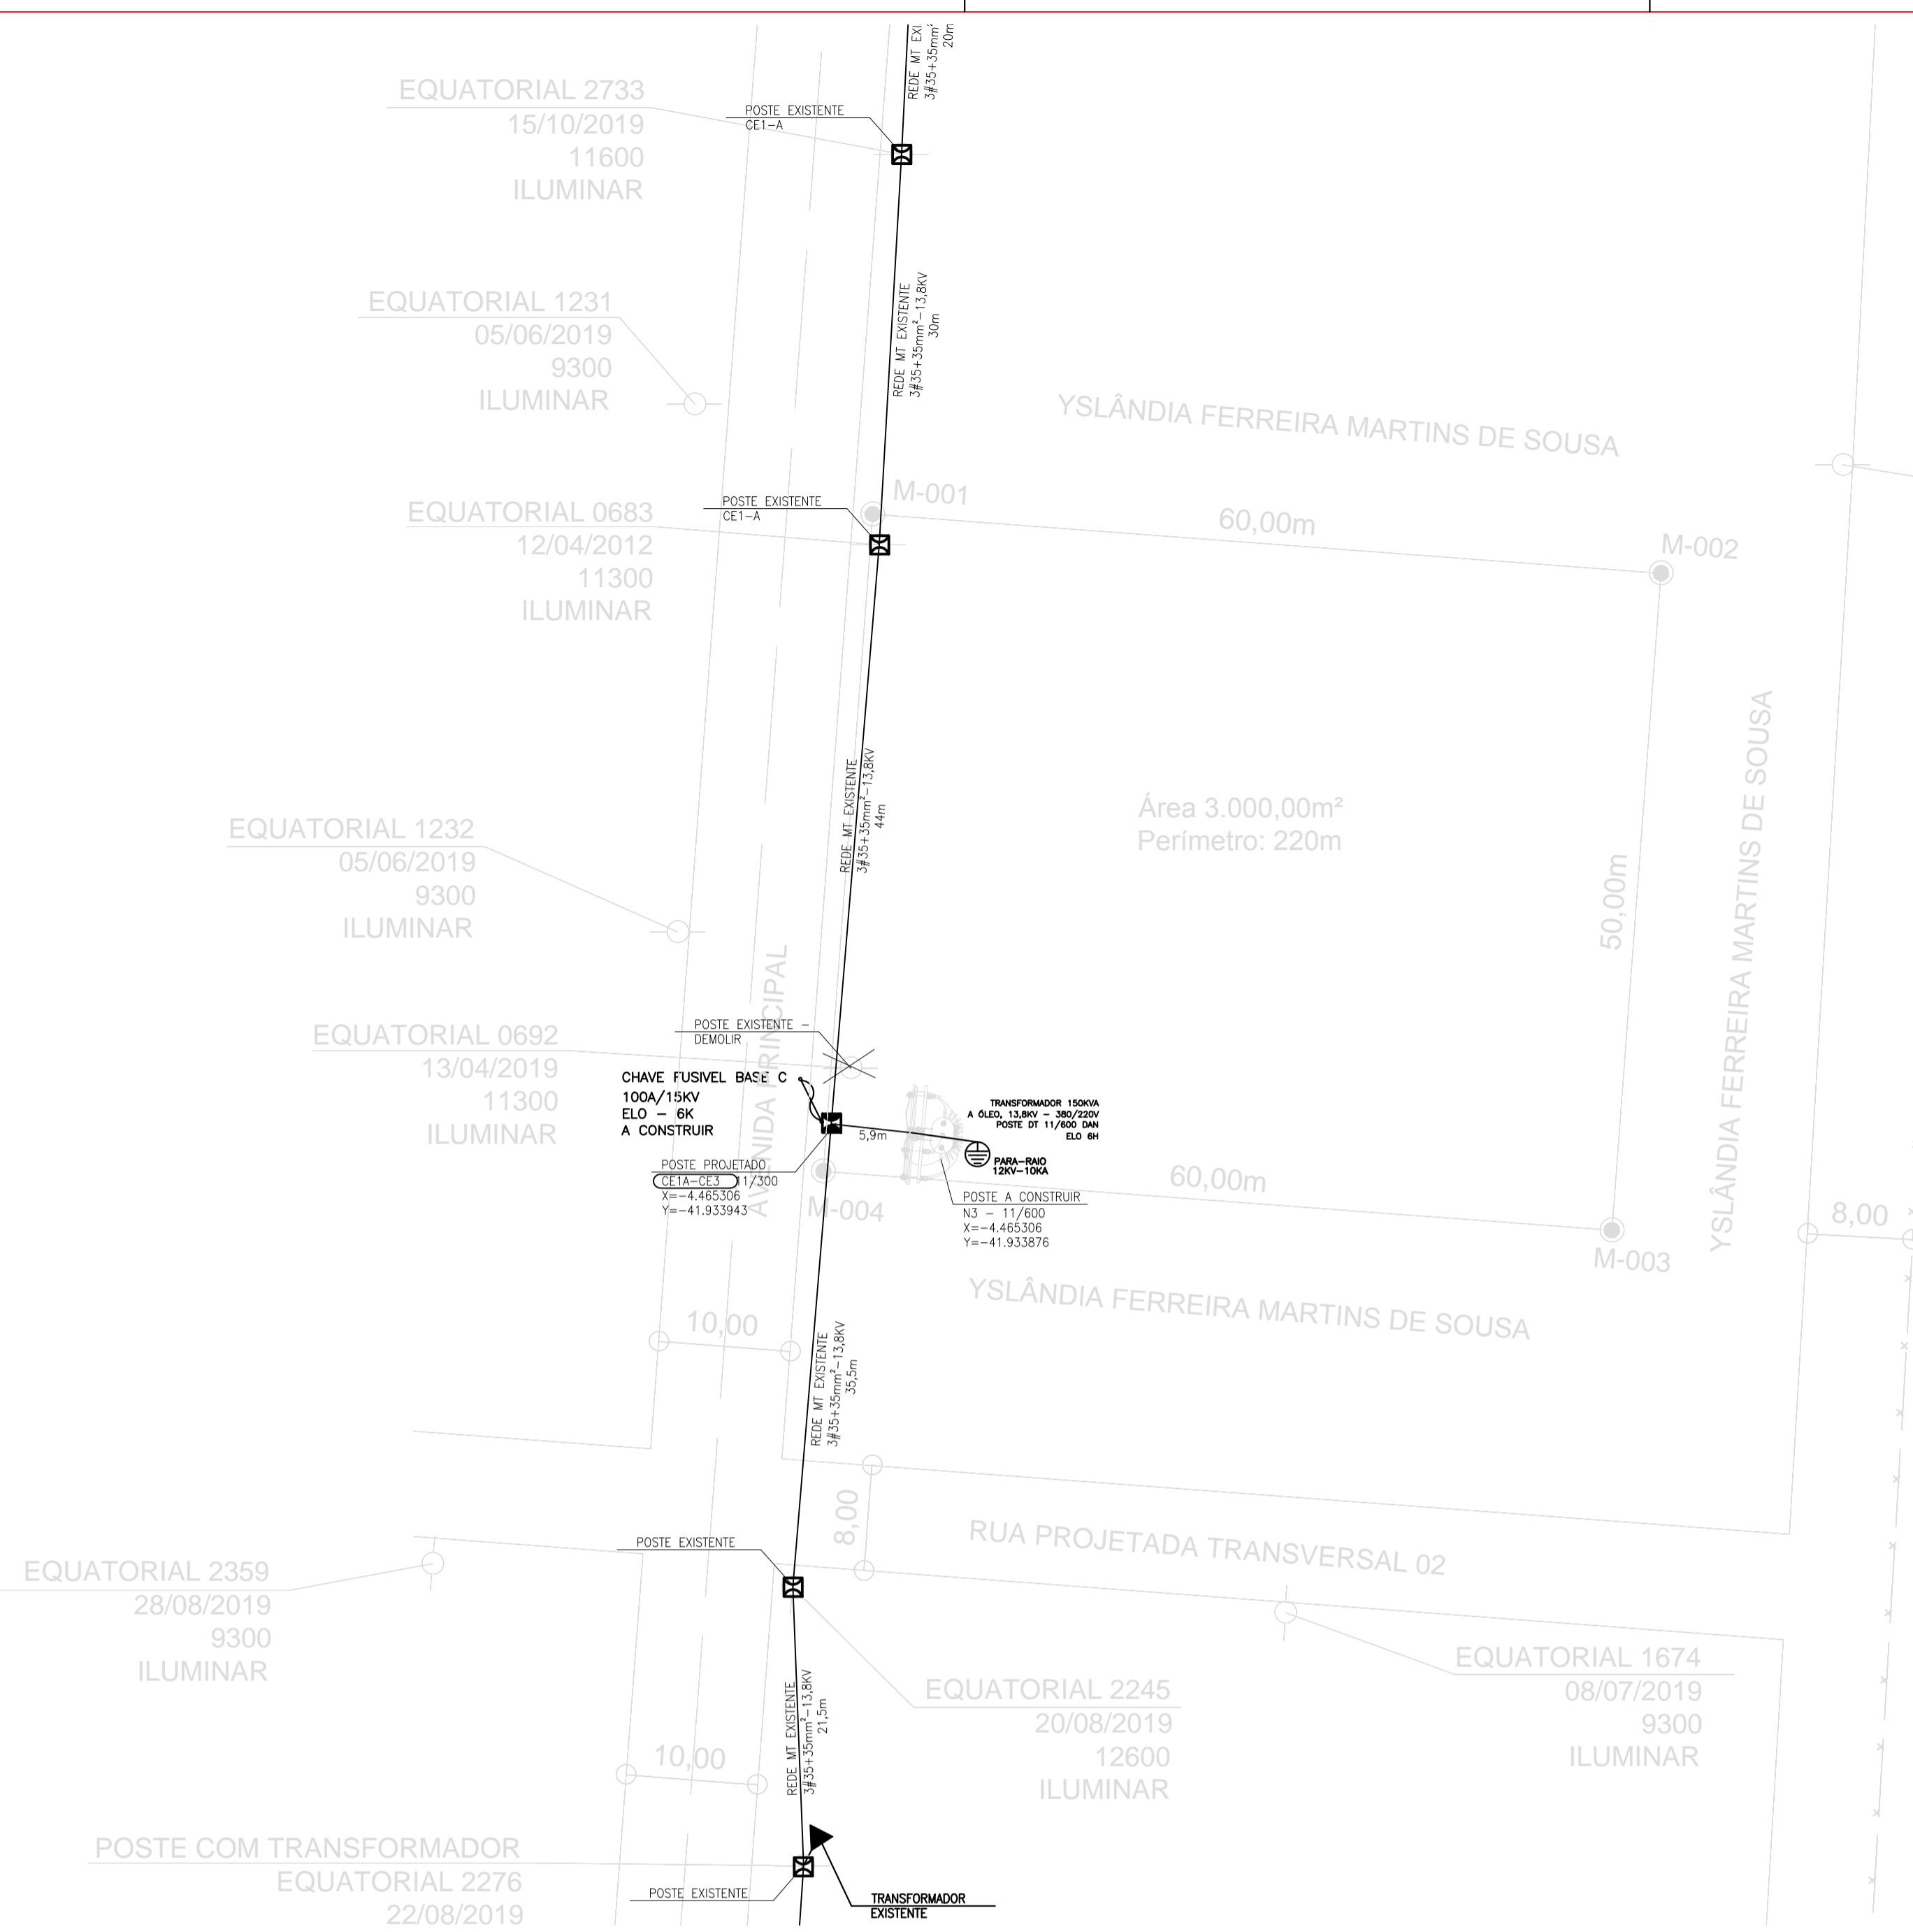 REDE MT EXI
3#35+35mm²
20m
EQUATORIAL 2733
15/10/2019
11600
ILUMINAR
POSTE EXISTENTE
CE1-A
REDE MT EXISTENTE
3#35+35mm²-13,8KV
30m
EQUATORIAL 1231
05/06/2019
9300
ILUMINAR
YSLÂNDIA FERREIRA MARTINS DE SOUSA
EQUATORIAL 0683
12/04/2012
11300
ILUMINAR
POSTE EXISTENTE
CE1-A
M-001
60,00m
M-002
REDE MT EXISTENTE
3#35+35mm²-13,8KV
44m
Área 3.000,00m²
Perímetro: 220m
50,00m
YSLÂNDIA FERREIRA MARTINS DE SOUSA
EQUATORIAL 1232
05/06/2019
9300
ILUMINAR
AVENIDA PRINCIPAL
EQUATORIAL 0692
13/04/2019
11300
ILUMINAR
POSTE EXISTENTE -
DEMOLIR
CHAVE FUSIVEL BASE C
100A/15KV
ELO - 6K
A CONSTRUIR
5,9m
TRANSFORMADOR 150KVA
A ÓLEO, 13,8KV - 380/220V
POSTE DT 11/600 DAN
ELO 6H
PARA-RAIO
12KV-10KA
POSTE PROJETADO
CE1A-CE3 11/300
X=-4.465306
Y=-41.933943
M-004
60,00m
POSTE A CONSTRUIR
N3 - 11/600
X=-4.465306
Y=-41.933876
M-003
8,00
YSLÂNDIA FERREIRA MARTINS DE SOUSA
10,00
REDE MT EXISTENTE
3#35+35mm²-13,8KV
35,5m
8,00
RUA PROJETADA TRANSVERSAL 02
POSTE EXISTENTE
EQUATORIAL 2359
28/08/2019
9300
ILUMINAR
EQUATORIAL 2245
20/08/2019
12600
ILUMINAR
EQUATORIAL 1674
08/07/2019
9300
ILUMINAR
REDE MT EXISTENTE
3#35+35mm²-13,8KV
21,5m
10,00
POSTE COM TRANSFORMADOR
EQUATORIAL 2276
22/08/2019
POSTE EXISTENTE
TRANSFORMADOR
EXISTENTE